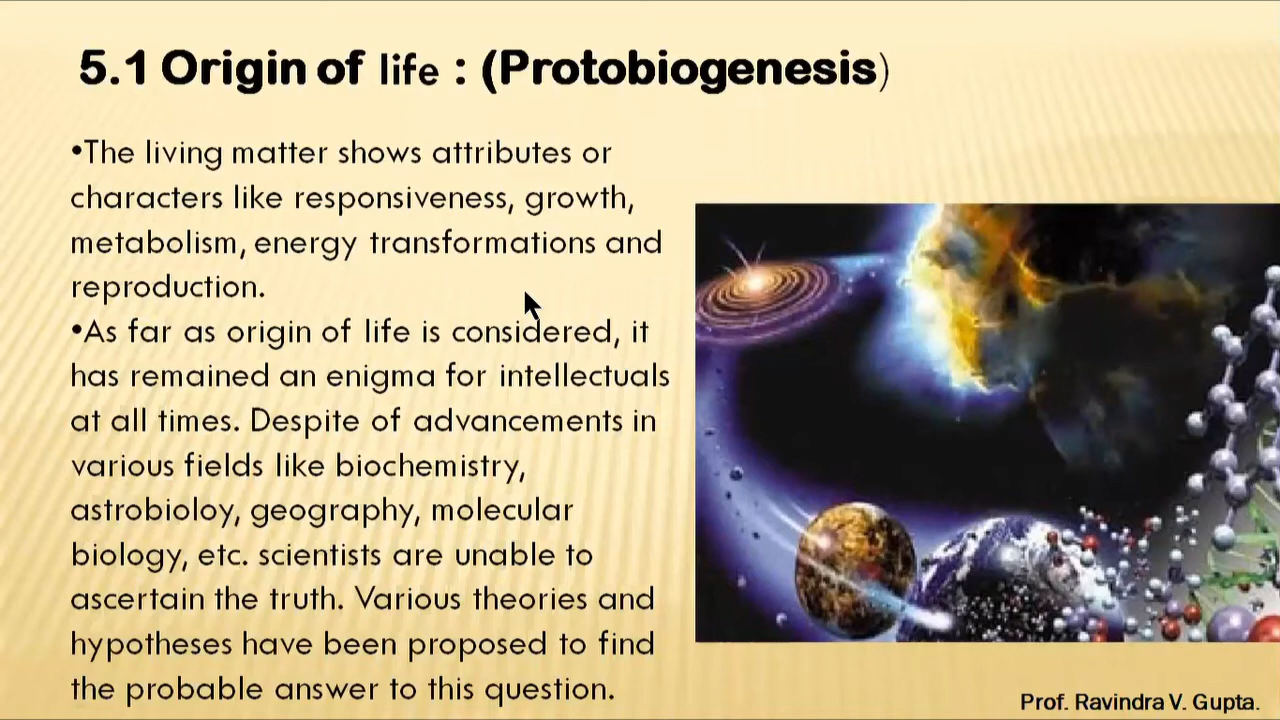 5.1 Origin of life : (Protobiogenesis)
•The living matter shows attributes or
characters like responsiveness, growth,
metabolism, energy transformations and
reproduction.
•As far as origin of life is considered, it
has remained an enigma for intellectuals
at all times. Despite of advancements in
various fields like biochemistry,
astrobioloy, geography, molecular
biology, etc. scientists are unable to
ascertain the truth. Various theories and
hypotheses have been proposed to find
the probable answer to this question.
Prof. Ravindra V. Gupta.